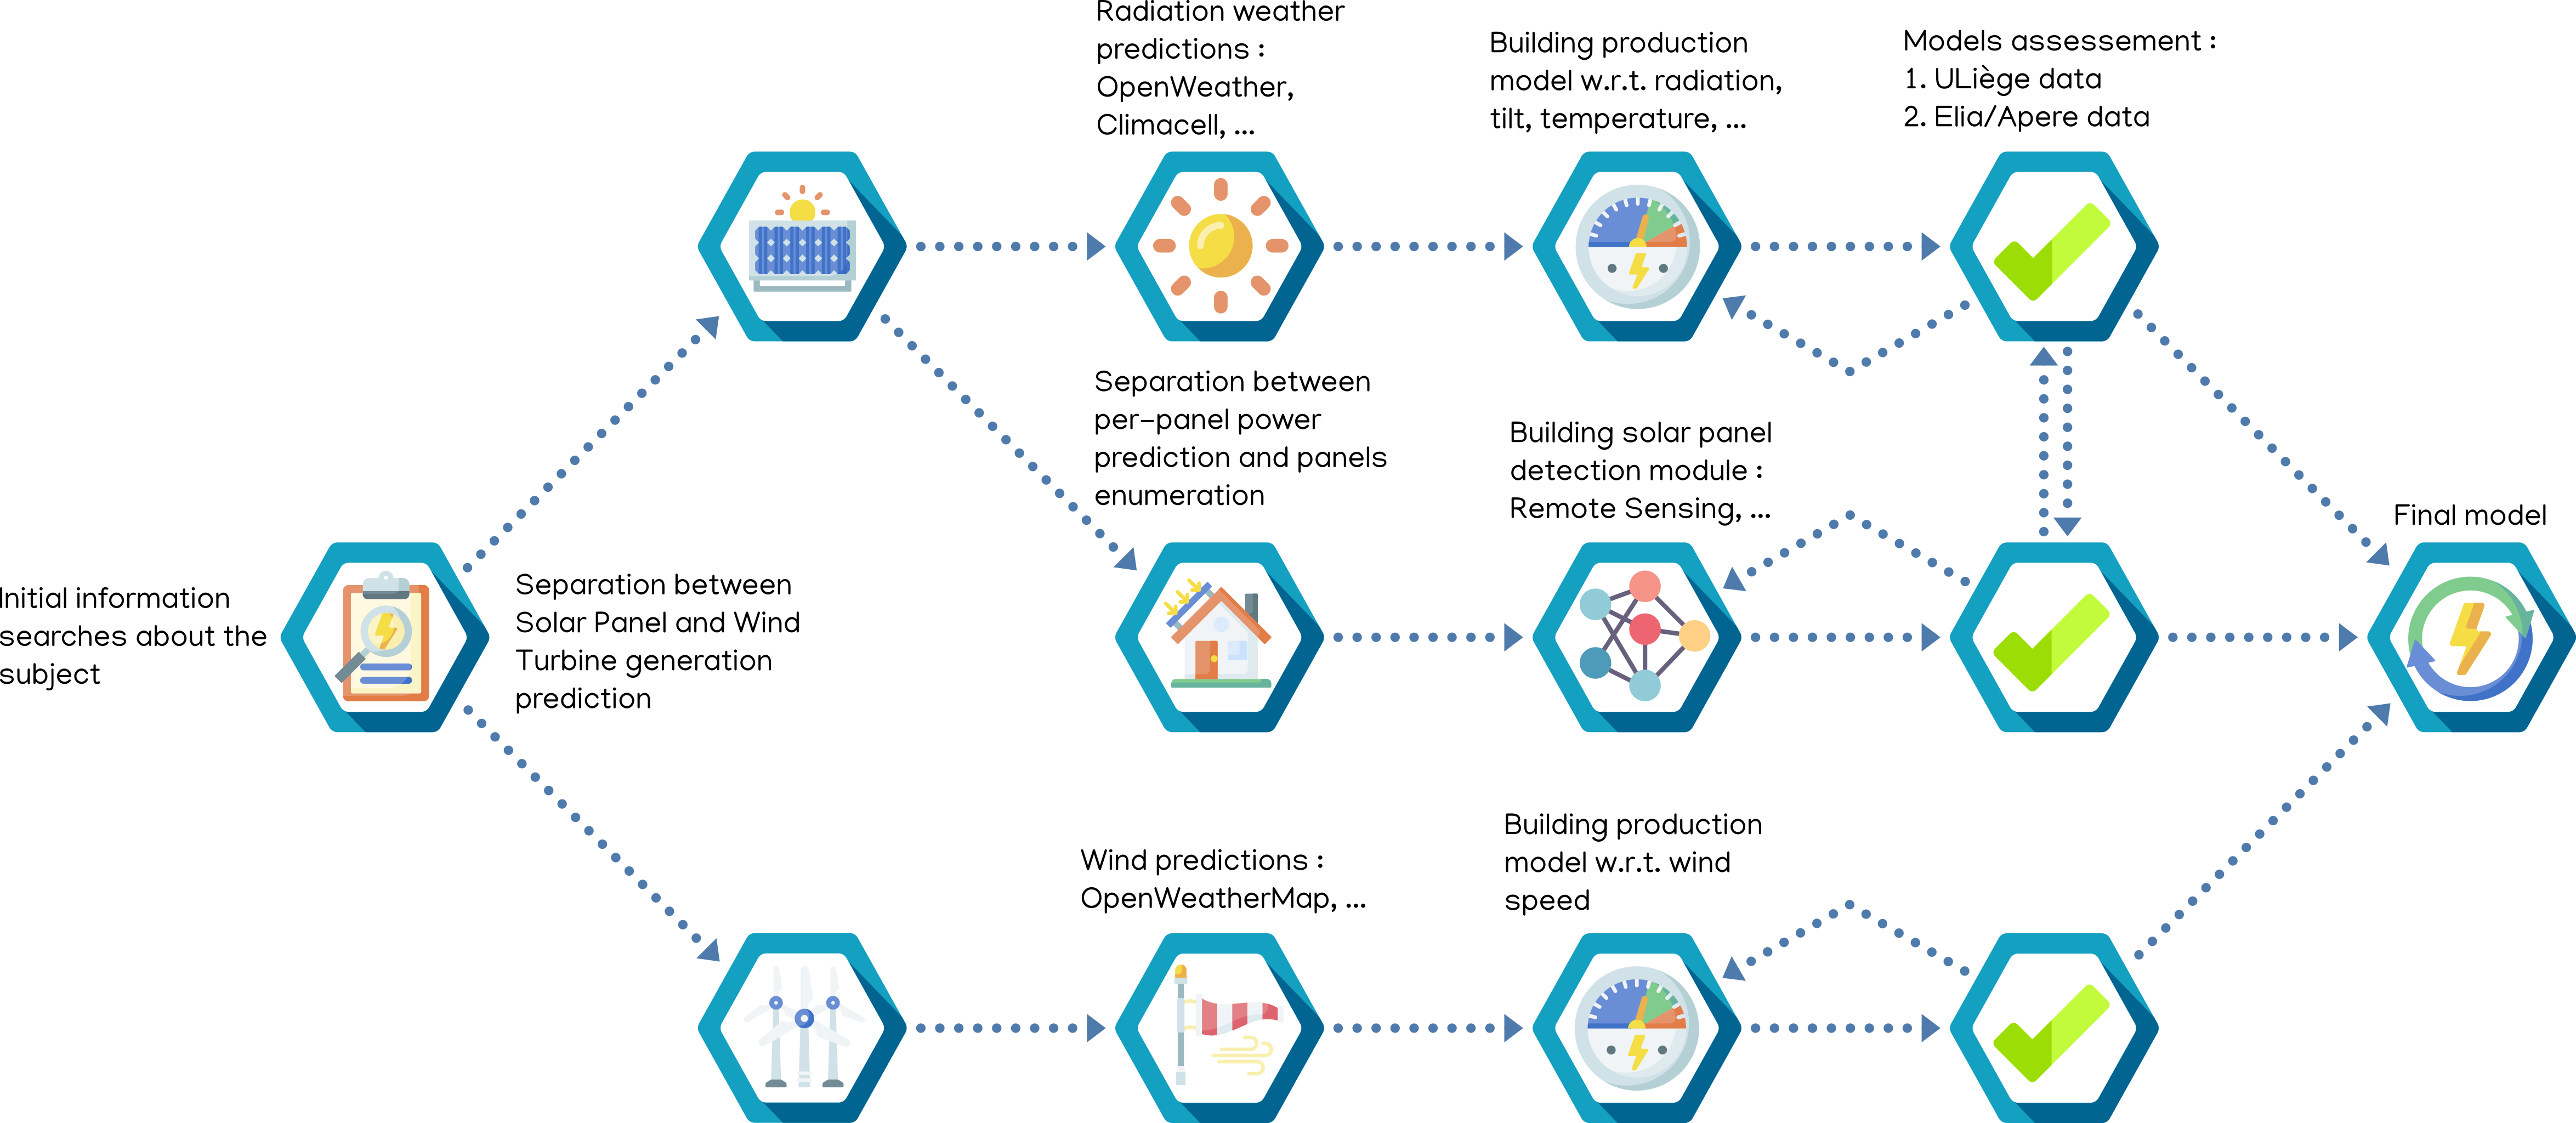 Radiation weather
predictions :
OpenWeather,
Climacell, ...
Building production
model w.r.t. radiation,
tilt, temperature, ...
Models assessement :
1. ULiège data
2. Elia/Apere data
Separation between
per-panel power
prediction and panels
enumeration
Building solar panel
detection module :
Remote Sensing, ...
Final model
Initial information
searches about the
subject
Separation between
Solar Panel and Wind
Turbine generation
prediction
Wind predictions :
OpenWeatherMap, ...
Building production
model w.r.t. wind
speed